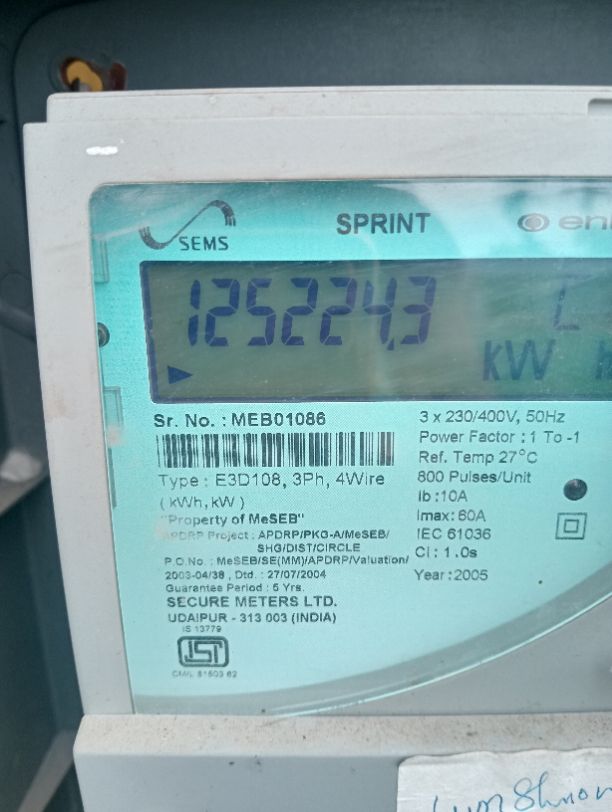 SEMS
SPRINT
125224.3
kW
Sr. No. : MEB01086
Type : E3D108, 3Ph, 4Wire
( kWh, kW )
"Property of MeSEB"
APDRP Project : APDRP/PKG-A/MeSEB/
SHG/DIST/CIRCLE
P.O.No. : MeSEB/SE(MM)/APDRP/Valuation/
2003-04/38 , Dtd. : 27/07/2004
Guarantee Period : 5 Yrs.
SECURE METERS LTD.
UDAIPUR - 313 003 (INDIA)
IS 13779
ISI
3 x 230/400V, 50Hz
Power Factor : 1 To -1
Ref. Temp 27°C
800 Pulses/Unit
Ib : 10A
Imax: 60A
IEC 61036
Cl : 1.0s
Year : 2005